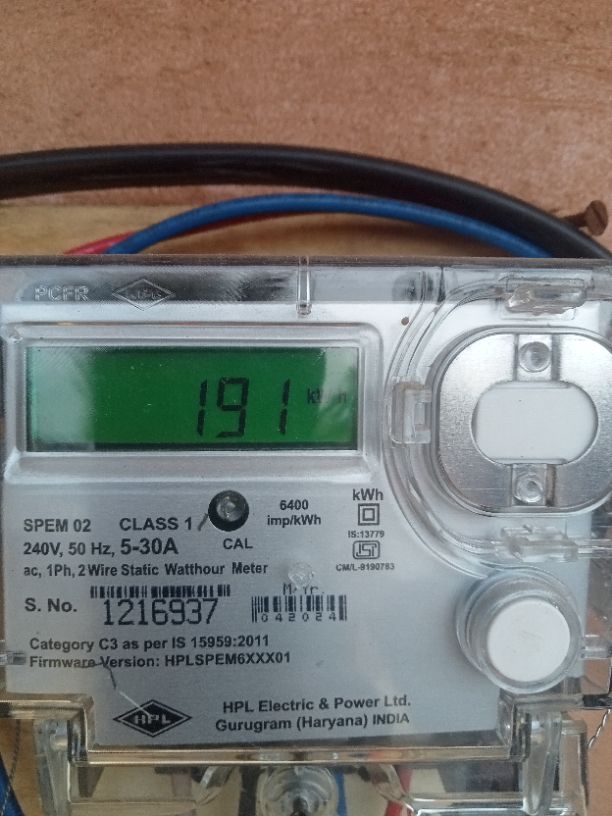 PCFR HPL
191 kWh
SPEM 02 CLASS 1 6400 imp/kWh kWh
240V, 50 Hz, 5-30A CAL IS:13779
ac, 1Ph, 2 Wire Static Watthour Meter CM/L-9190783
M. Yr.
S. No. 1216937 042024
Category C3 as per IS 15959:2011
Firmware Version: HPLSPEM6XXX01
HPL HPL Electric & Power Ltd.
Gurugram (Haryana) INDIA